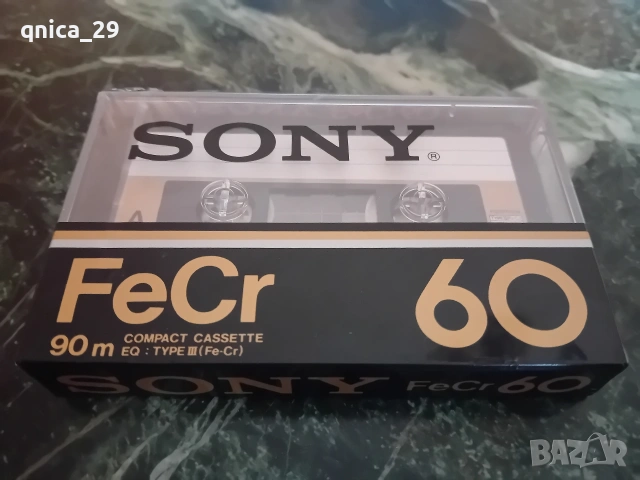 qnica_29
SONY®
FeCr 60
90m COMPACT CASSETTE
EQ : TYPE III (Fe-Cr)
SONY FeCr 60
BAZAR